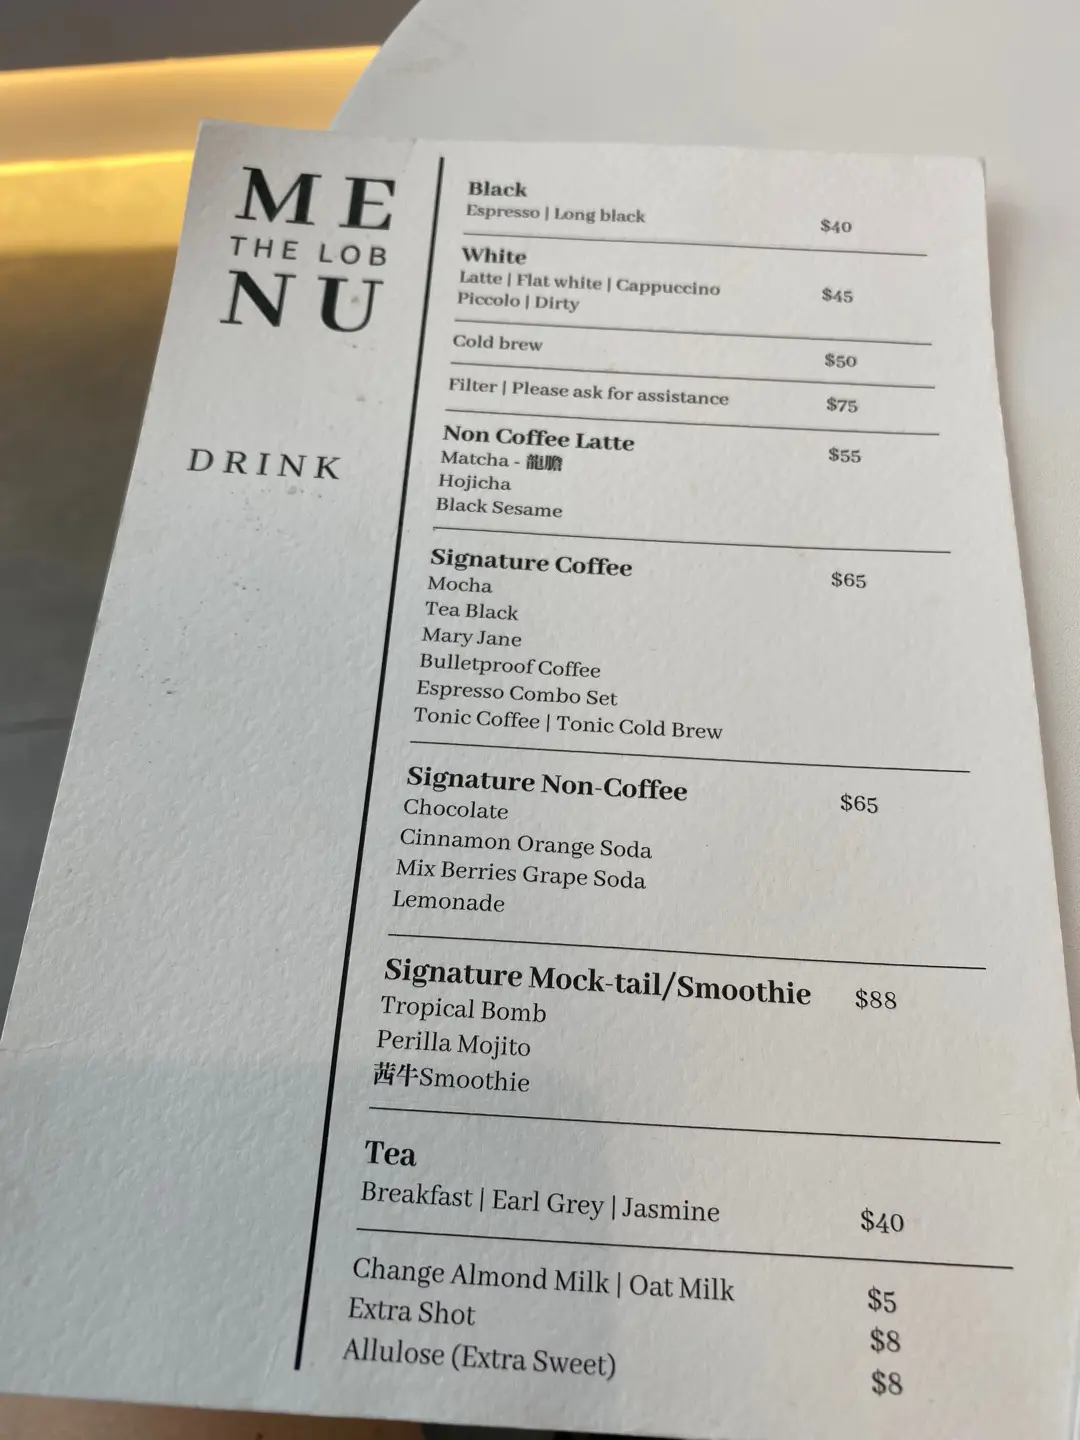 ME
THE LOB
NU
DRINK
Black
Espresso | Long black $40
White
Latte | Flat white | Cappuccino
Piccolo | Dirty $45
Cold brew $50
Filter | Please ask for assistance $75
Non Coffee Latte $55
Matcha - 龍膽
Hojicha
Black Sesame
Signature Coffee $65
Mocha
Tea Black
Mary Jane
Bulletproof Coffee
Espresso Combo Set
Tonic Coffee | Tonic Cold Brew
Signature Non-Coffee $65
Chocolate
Cinnamon Orange Soda
Mix Berries Grape Soda
Lemonade
Signature Mock-tail/Smoothie $88
Tropical Bomb
Perilla Mojito
茜牛Smoothie
Tea
Breakfast | Earl Grey | Jasmine $40
Change Almond Milk | Oat Milk $5
Extra Shot $8
Allulose (Extra Sweet) $8